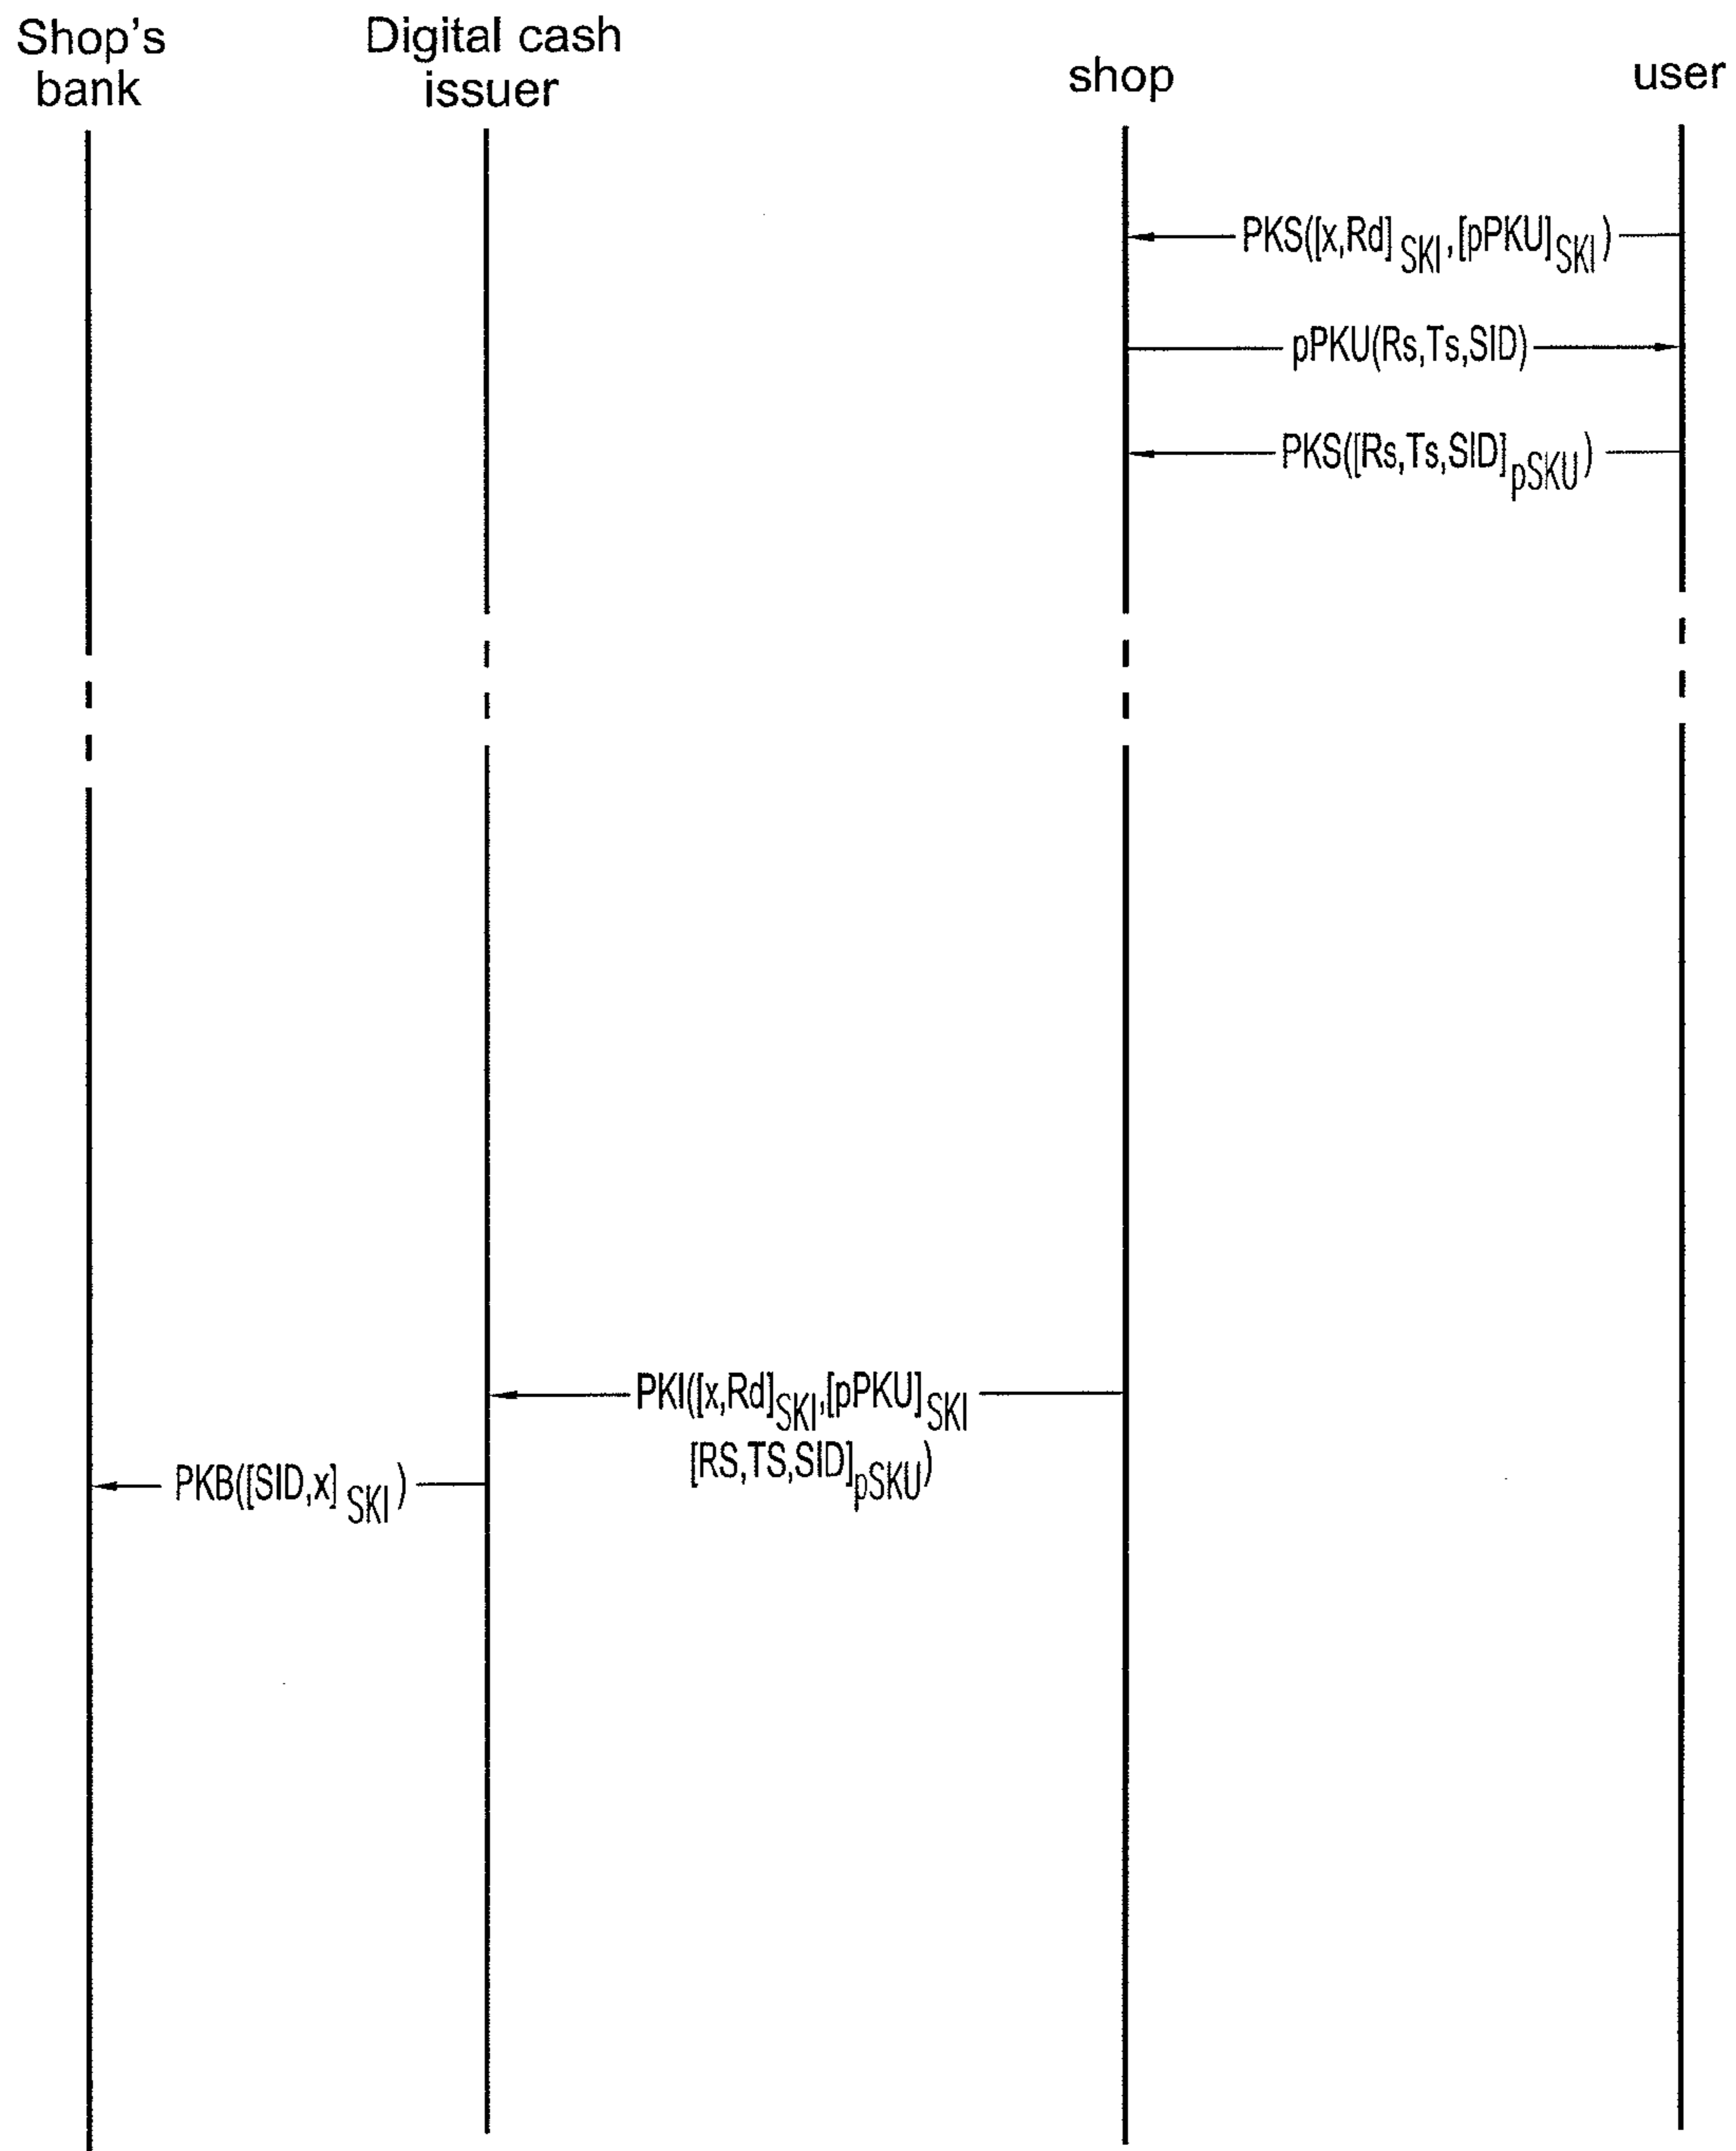 Shop's
bank
Digital cash
issuer
shop
user
PKS([x,Rd]SKI,[pPKU]SKI)
pPKU(Rs,Ts,SID)
PKS([Rs,Ts,SID]pSKU)
PKI([x,Rd]SKI,[pPKU]SKI
[RS,TS,SID]pSKU)
PKB([SID,x]SKI)